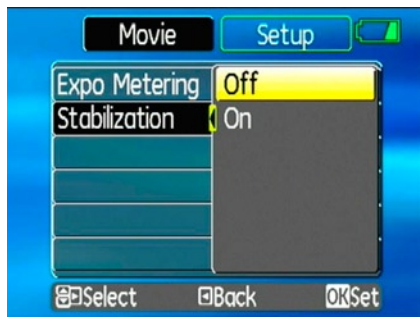 Movie Setup
Expo Metering Off
Stabilization On
Select Back OK Set